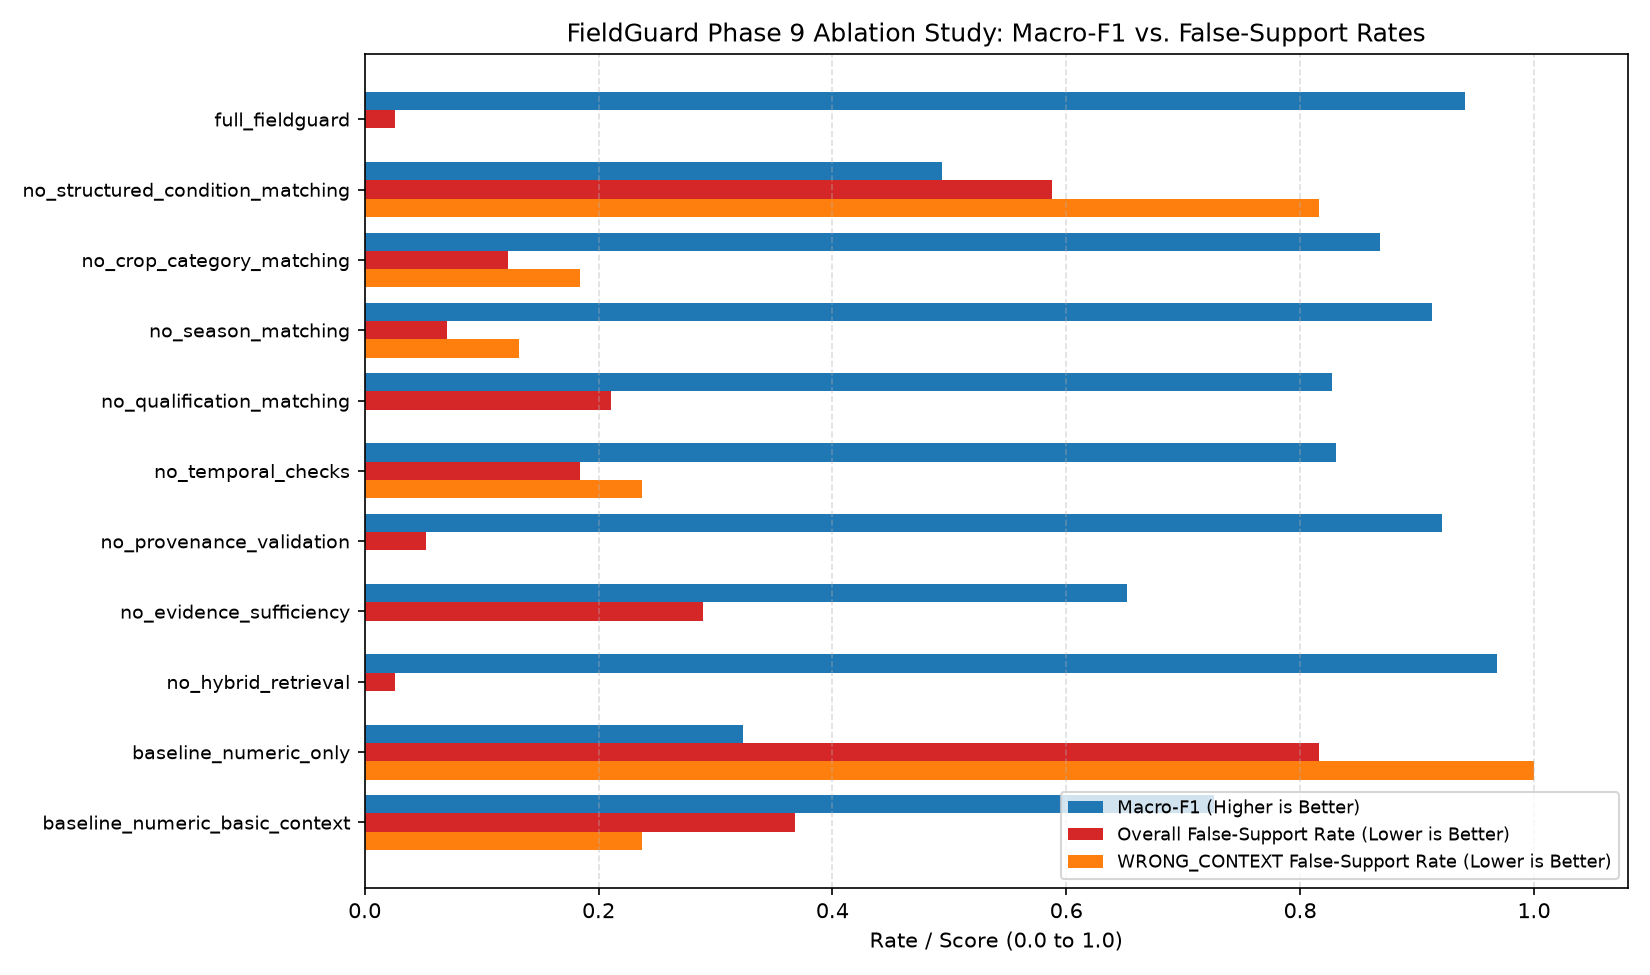 FieldGuard Phase 9 Ablation Study: Macro-F1 vs. False-Support Rates
full_fieldguard
no_structured_condition_matching
no_crop_category_matching
no_season_matching
no_qualification_matching
no_temporal_checks
no_provenance_validation
no_evidence_sufficiency
no_hybrid_retrieval
baseline_numeric_only
baseline_numeric_basic_context
Macro-F1 (Higher is Better)
Overall False-Support Rate (Lower is Better)
WRONG_CONTEXT False-Support Rate (Lower is Better)
0.0 0.2 0.4 0.6 0.8 1.0
Rate / Score (0.0 to 1.0)